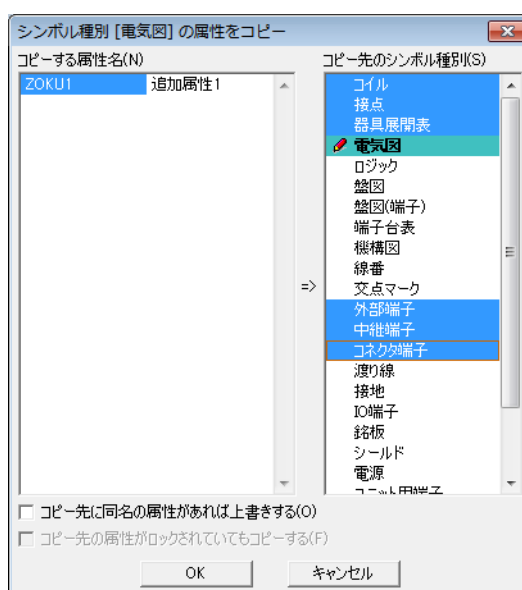 シンボル種別 [電気図] の属性をコピー
コピーする属性名(N)
コピー先のシンボル種別(S)
ZOKU1 追加属性1
コイル
接点
器具展開表
電気図
ロジック
盤図
盤図(端子)
端子台表
機構図
線番
交点マーク
=>
外部端子
中継端子
コネクタ端子
渡り線
接地
IO端子
銘板
シールド
電源
ユニット用端子
コピー先に同名の属性があれば上書きする(O)
コピー先の属性がロックされていてもコピーする(F)
OK
キャンセル